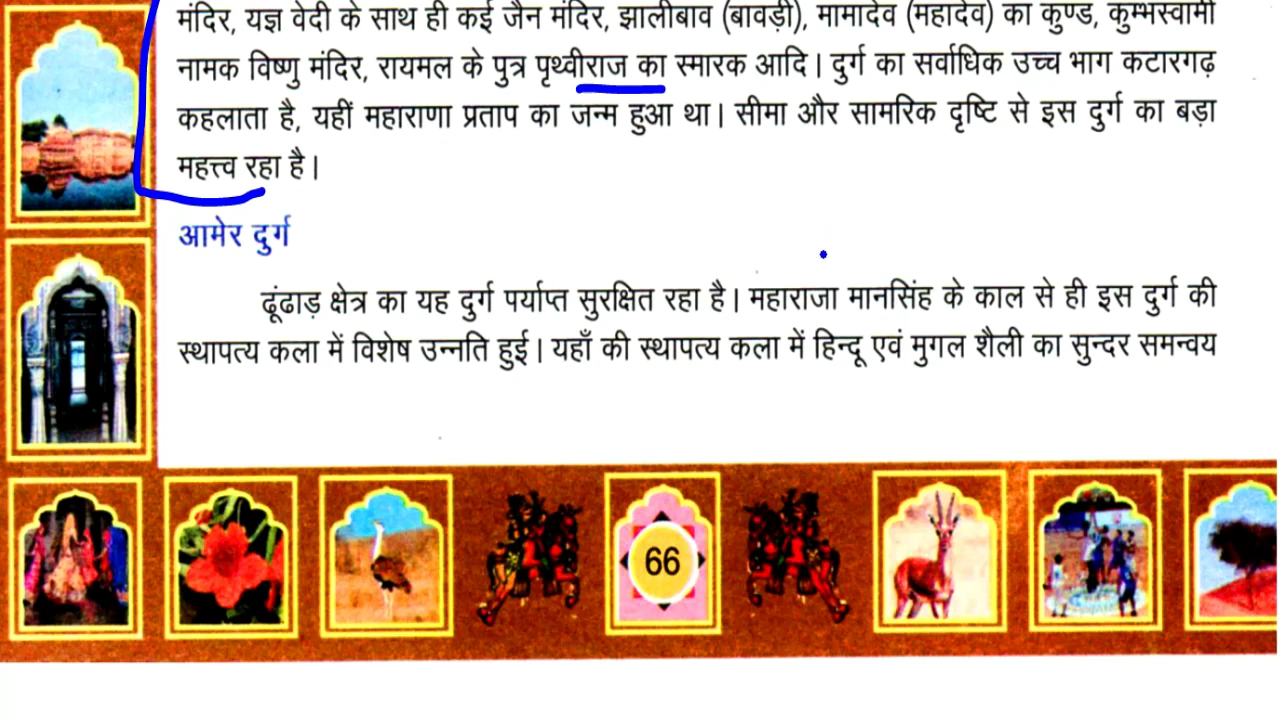 मंदिर, यज्ञ वेदी के साथ ही कई जैन मंदिर, झालीबाव (बावड़ी), मामादेव (महादेव) का कुण्ड, कुम्भस्वामी
नामक विष्णु मंदिर, रायमल के पुत्र पृथ्वीराज का स्मारक आदि। दुर्ग का सर्वाधिक उच्च भाग कटारगढ़
कहलाता है, यहीं महाराणा प्रताप का जन्म हुआ था। सीमा और सामरिक दृष्टि से इस दुर्ग का बड़ा
महत्त्व रहा है।
आमेर दुर्ग
ढूंढाड़ क्षेत्र का यह दुर्ग पर्याप्त सुरक्षित रहा है। महाराजा मानसिंह के काल से ही इस दुर्ग की
स्थापत्य कला में विशेष उन्नति हुई। यहाँ की स्थापत्य कला में हिन्दू एवं मुगल शैली का सुन्दर समन्वय
66